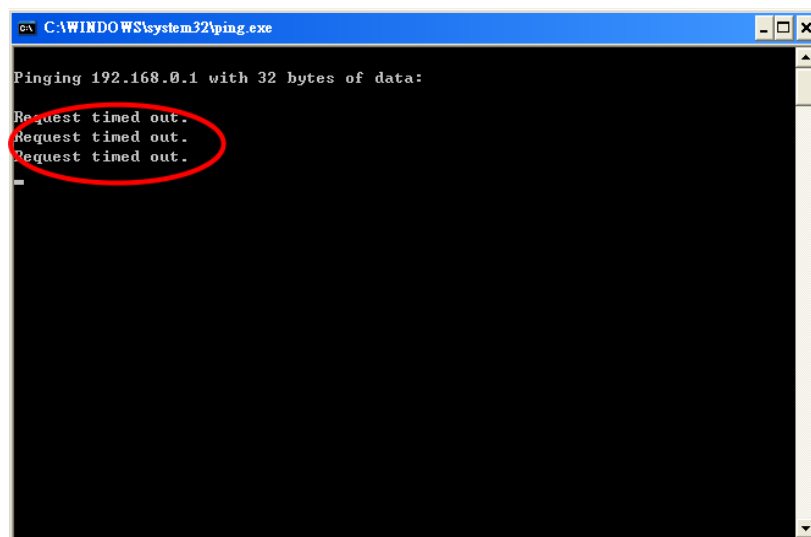 C:\WINDOWS\system32\ping.exe
Pinging 192.168.0.1 with 32 bytes of data:
Request timed out.
Request timed out.
Request timed out.